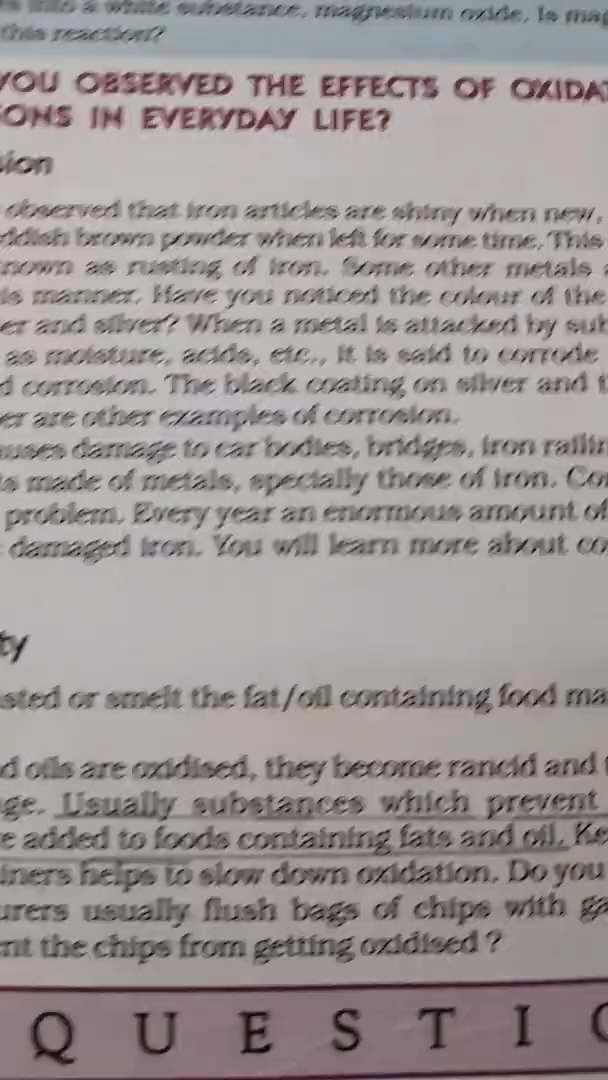 into a white substance, magnesium oxide. Is mag
this reaction?
YOU OBSERVED THE EFFECTS OF OXIDAT
ONS IN EVERYDAY LIFE?
sion
observed that iron articles are shiny when new,
ddish brown powder when left for some time. This
nown as rusting of iron. Some other metals
is manner. Have you noticed the colour of the
er and silver? When a metal is attacked by sub
as moisture, acids, etc., it is said to corrode
d corrosion. The black coating on silver and t
er are other examples of corrosion.
uses damage to car bodies, bridges, iron railin
s made of metals, specially those of iron. Co
problem. Every year an enormous amount of
damaged iron. You will learn more about co
ty
sted or smelt the fat/oil containing food ma
d oils are oxidised, they become rancid and
ge. Usually substances which prevent
e added to foods containing fats and oil. Ke
iners helps to slow down oxidation. Do you
urers usually flush bags of chips with ga
nt the chips from getting oxidised ?
Q U E S T I